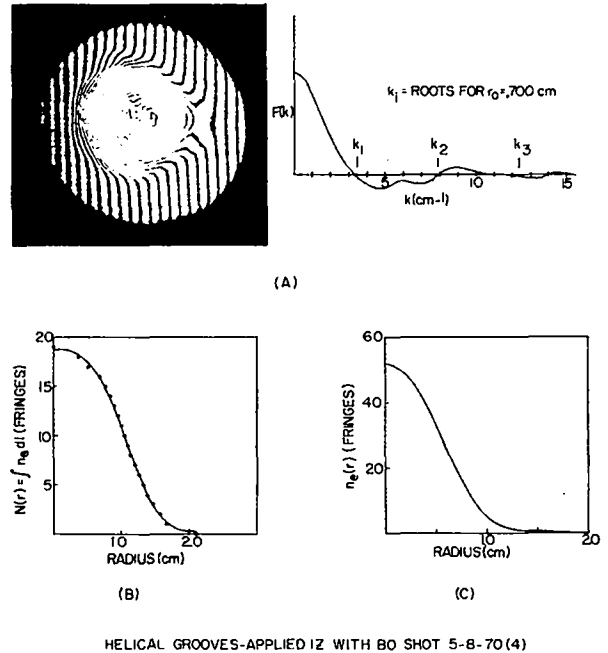 kᵢ = ROOTS FOR r₀=.700 cm
F(k)
k₁ k₂ k₃
5 10 15
k(cm-1)
(A)
20
15
10
5
N(r) = ∫ nₑ dl (FRINGES)
1.0 2.0
RADIUS(cm)
(B)
60
40
20
nₑ(r) (FRINGES)
1.0 2.0
RADIUS(cm)
(C)
HELICAL GROOVES-APPLIED IZ WITH BO SHOT 5-8-70(4)